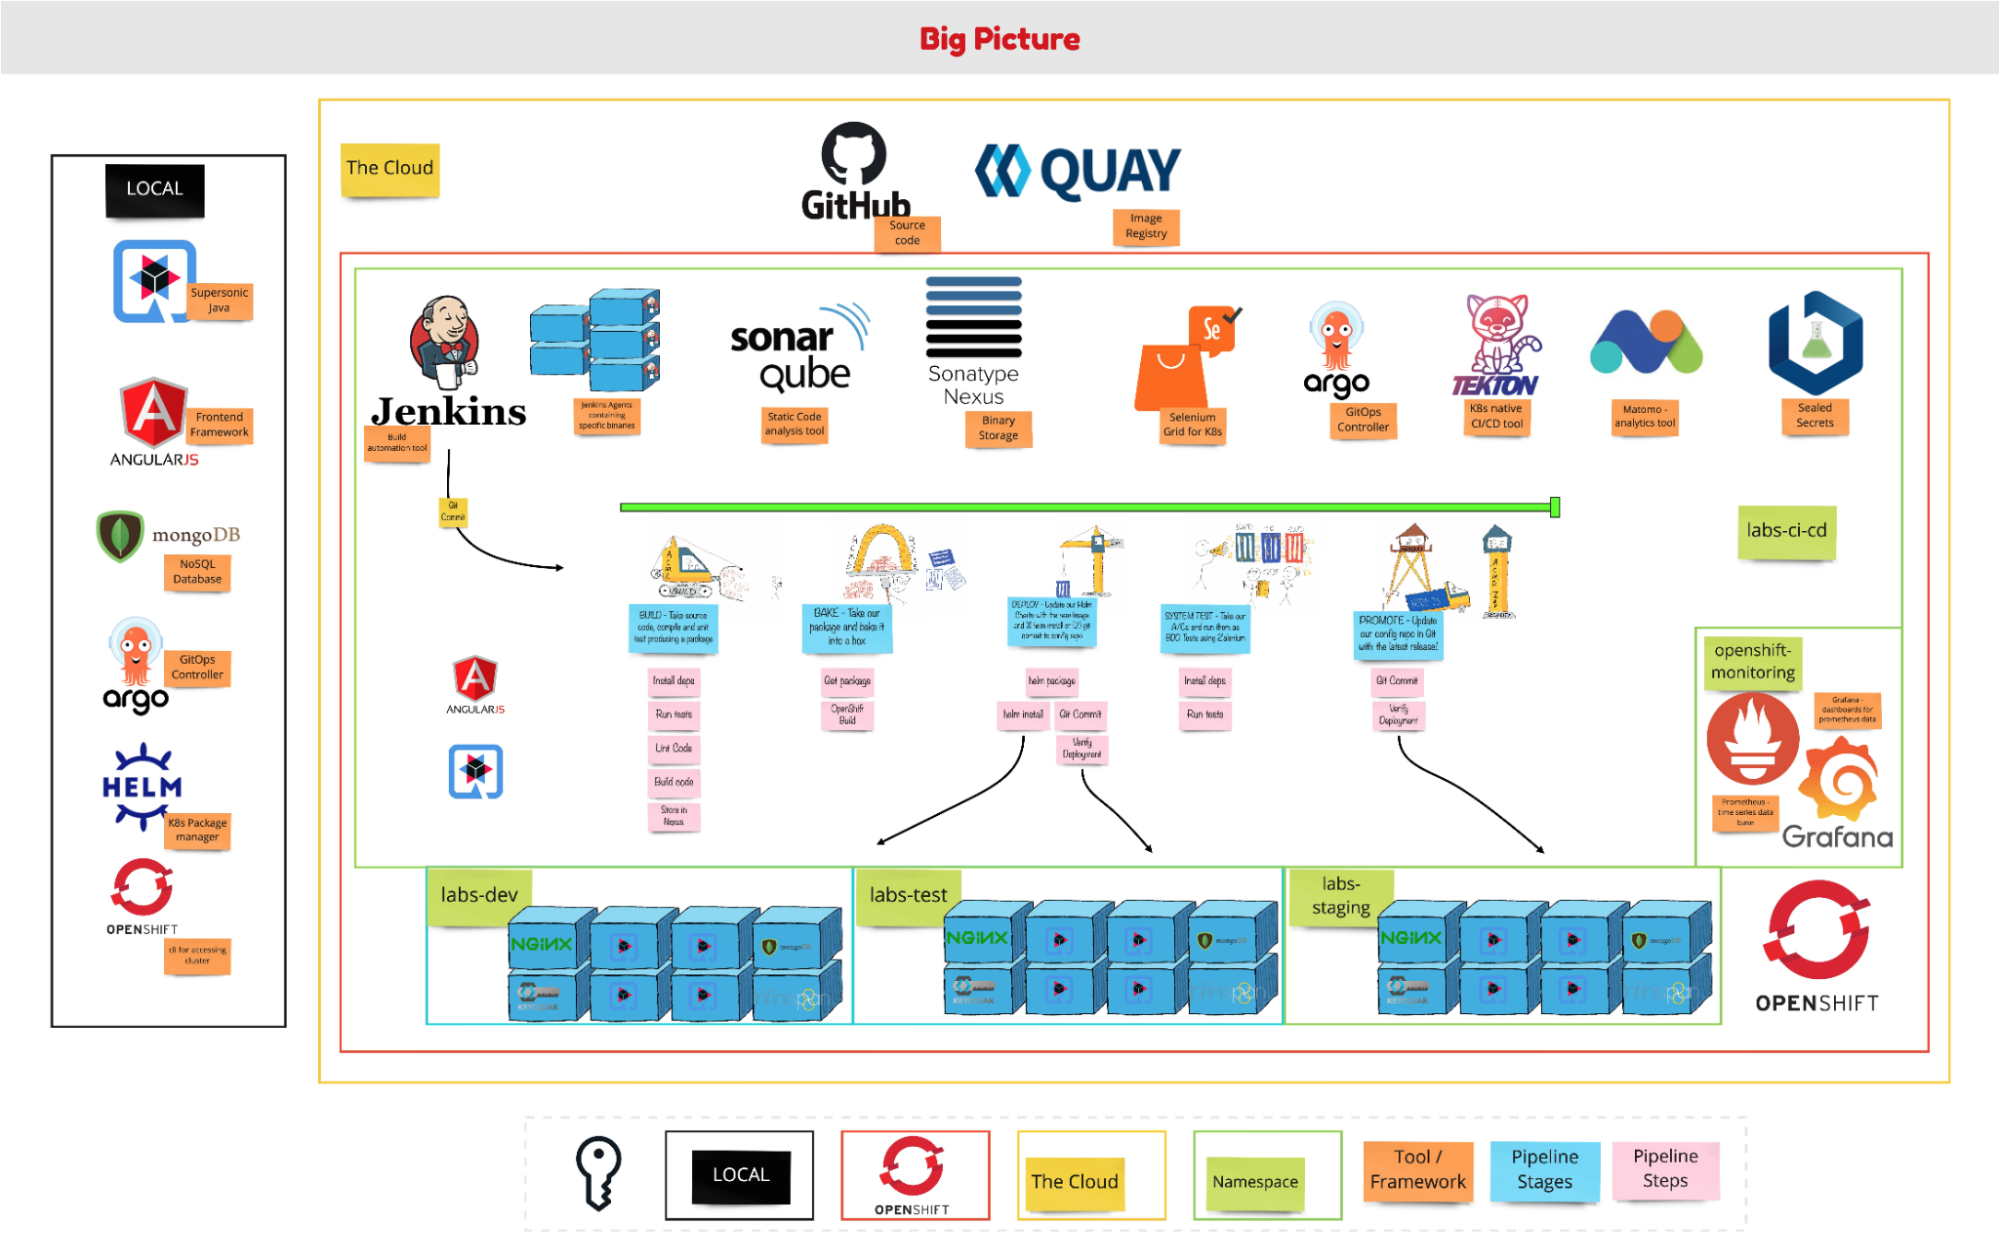 Big Picture
LOCAL
Supersonic
Java
Frontend
Framework
ANGULARJS
mongoDB
NoSQL
Database
GitOps
Controller
argo
HELM
K8s Package
manager
OPENSHIFT
cli for accessing
cluster
The Cloud
GitHub
Source
code
QUAY
Image
Registry
Jenkins
Build
automation tool
Jenkins Agents
containing
specific binaries
sonar
qube
Static Code
analysis tool
Sonatype
Nexus
Binary
Storage
Se
Selenium
Grid for K8s
argo
GitOps
Controller
TEKTON
K8s native
CI/CD tool
Matomo -
analytics tool
Sealed
Secrets
Git
Commit
labs-ci-cd
BUILD - Take source
code, compile and unit
test producing a package
BAKE - Take our
package and bake it
into a box
DEPLOY - Update our Helm
Charts with the new image
and
commit to config repo
SYSTEM TEST - Take our
A/Cs and run them as
BDD Tests using Zalenium
PROMOTE - Update
our config repo in Git
with the latest release!
ANGULARJS
Install deps
Run tests
Lint Code
Build code
Store in
Nexus
Get package
OpenShift
Build
helm package
helm install
Git Commit
Verify
Deployment
Install deps
Run tests
Git Commit
Verify
Deployment
openshift-
monitoring
Grafana -
dashboards for
prometheus data
Prometheus -
time series data
base
Grafana
labs-dev
NGINX
mongoDB
KEYCLOAK
labs-test
NGINX
mongoDB
KEYCLOAK
labs-
staging
NGINX
mongoDB
KEYCLOAK
OPENSHIFT
LOCAL
OPENSHIFT
The Cloud
Namespace
Tool /
Framework
Pipeline
Stages
Pipeline
Steps